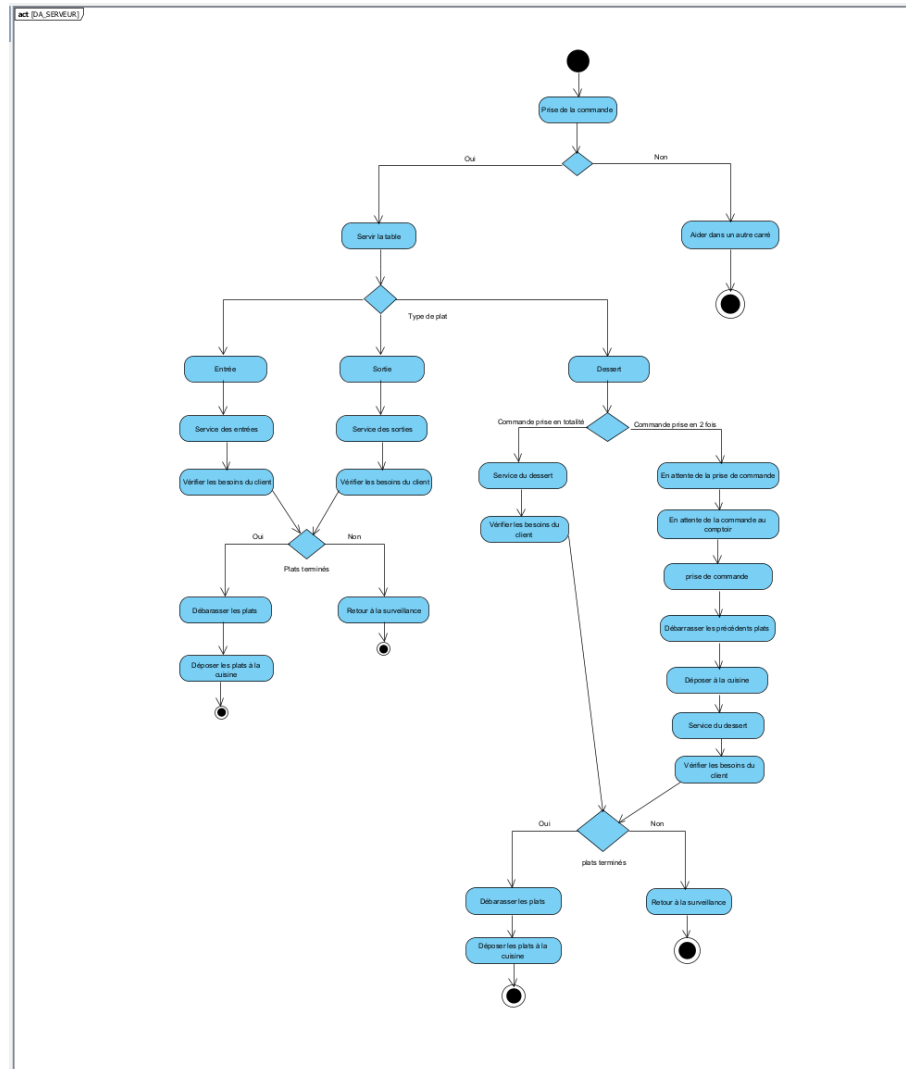 act [DA_SERVEUR]
Prise de la commande
Oui
Non
Servir la table
Aider dans un autre carré
Type de plat
Entrée
Sortie
Dessert
Commande prise en totalité
Commande prise en 2 fois
Service des entrées
Service des sorties
Service du dessert
En attente de la prise de commande
Vérifier les besoins du client
Vérifier les besoins du client
Vérifier les besoins du
client
En attente de la commande au
comptoir
Oui
Non
Plats terminés
prise de commande
Débarasser les plats
Retour à la surveillance
Débarrasser les précédents plats
Déposer les plats à la
cuisine
Déposer à la cuisine
Service du dessert
Vérifier les besoins du
client
Oui
Non
plats terminés
Débarasser les plats
Retour à la surveillance
Déposer les plats à la
cuisine